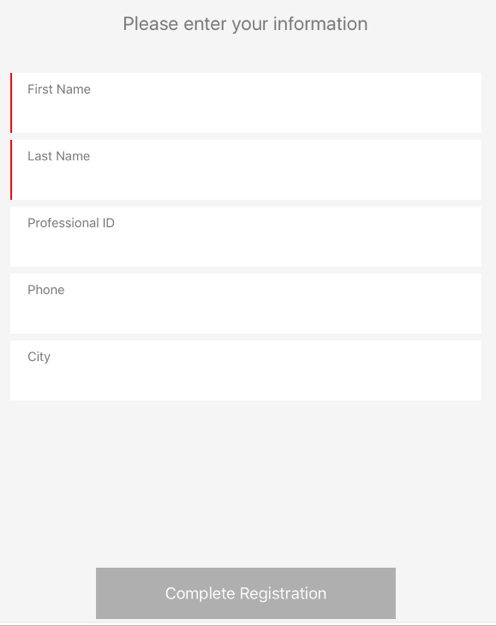 Please enter your information
First Name
Last Name
Professional ID
Phone
City
Complete Registration